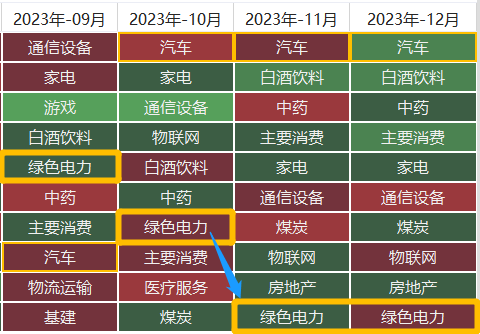 2023年-09月 2023年-10月 2023年-11月 2023年-12月
通信设备 汽车 汽车 汽车
家电 家电 白酒饮料 白酒饮料
游戏 通信设备 中药 中药
白酒饮料 物联网 主要消费 主要消费
绿色电力 白酒饮料 家电 家电
中药 中药 通信设备 通信设备
主要消费 绿色电力 煤炭 煤炭
汽车 主要消费 物联网 物联网
物流运输 医疗服务 房地产 房地产
基建 煤炭 绿色电力 绿色电力